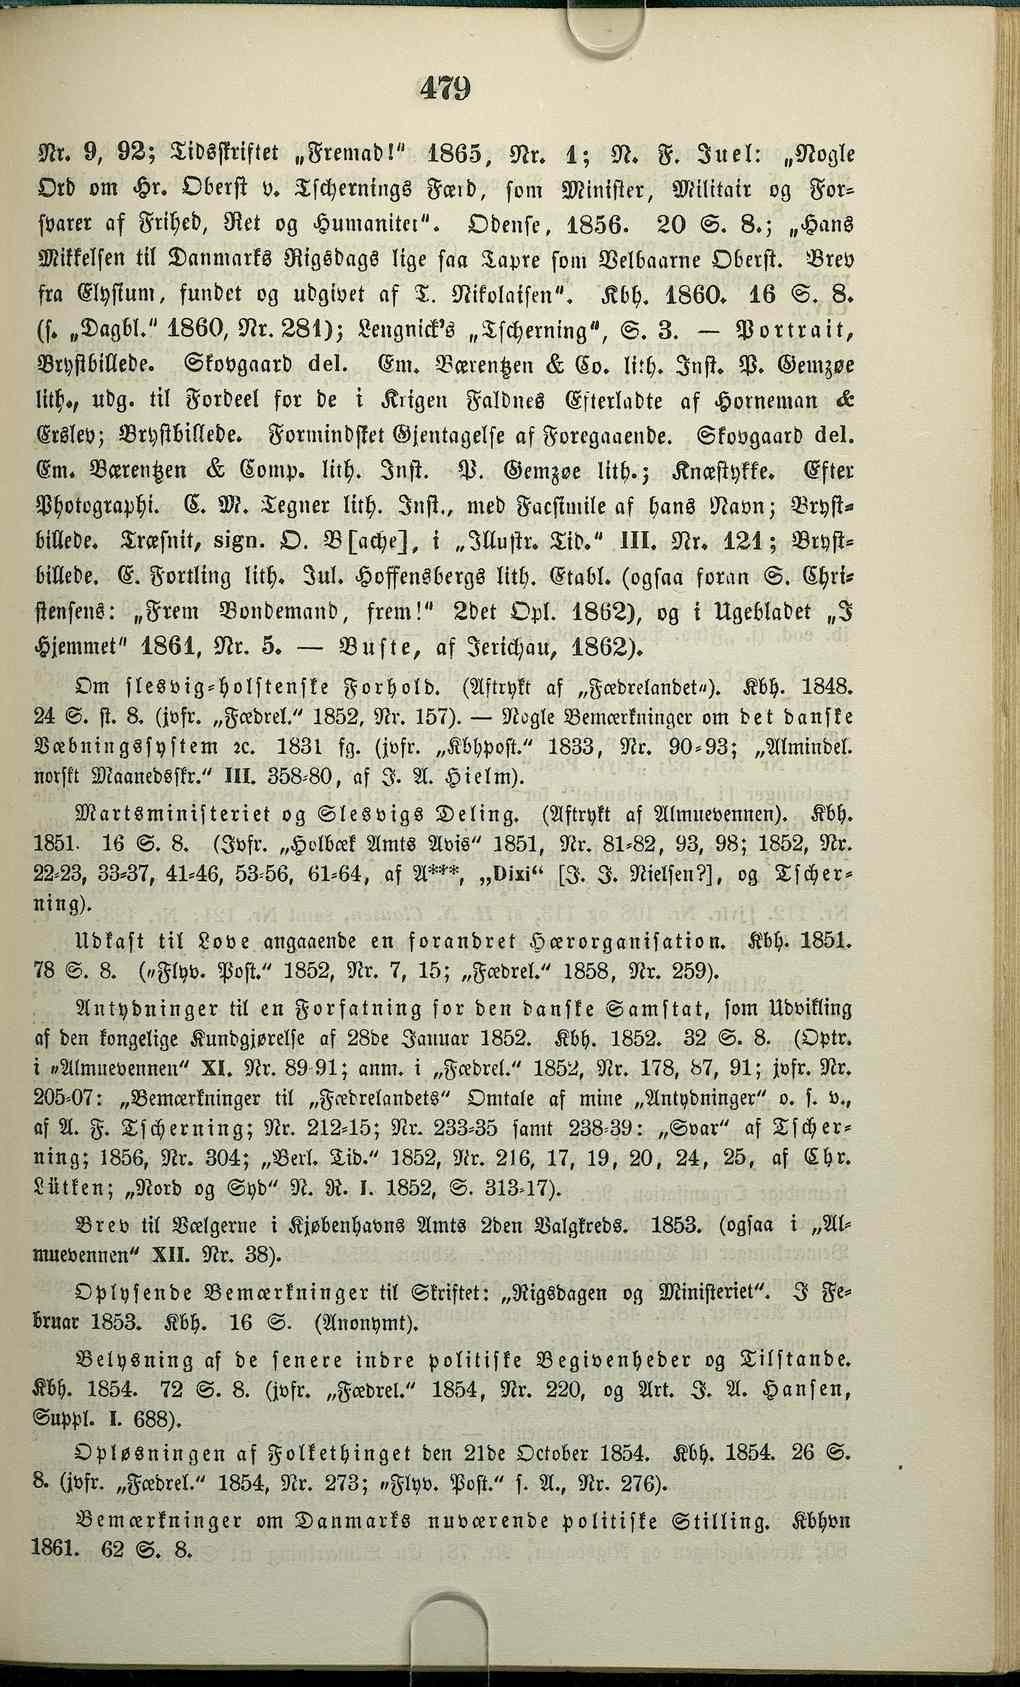 479
Nr. 9, 92; Tidsskriftet „Fremad!“ 1865, Nr. 1; N. F. Juel: „Nogle
Ord om Hr. Oberst v. Tschernings Færd, som Minister, Militair og For-
svarer af Frihed, Ret og Humanitet“. Odense, 1856. 20 S. 8.; „Hans
Mikkelsen til Danmarks Rigsdags lige saa Tapre som Velbaarne Oberst. Brev
fra Elysium, fundet og udgivet af T. Nikolaisen“. Kbh. 1860. 16 S. 8.
(s. „Dagbl.“ 1860, Nr. 281); Lengnick's „Tscherning“, S. 3. — Portrait,
Brystbillede. Skovgaard del. Em. Bærentzen & Co. lith. Inst. P. Gemzøe
lith., udg. til Fordeel for de i Krigen Faldnes Efterladte af Horneman &
Erslev; Brystbillede. Formindsket Gjentagelse af Foregaaende. Skovgaard del.
Em. Bærentzen & Comp. lith. Inst. P. Gemzøe lith.; Knæstykke. Efter
Photographi. C. M. Tegner lith. Inst., med Facsimile af hans Navn; Bryst-
billede. Træsnit, sign. O. B[ache], i „Illustr. Tid.“ III. Nr. 121; Bryst-
billede. E. Fortling lith. Jul. Hoffensbergs lith. Etabl. (ogsaa foran S. Chri-
stensens: „Frem Bondemand, frem!“ 2det Opl. 1862), og i Ugebladet „I
Hjemmet“ 1861, Nr. 5. — Buste, af Jerichau, 1862).
Om slesvig-holstenske Forhold. (Aftrykt af „Fædrelandet“). Kbh. 1848.
24 S. st. 8. (jvfr. „Fædrel.“ 1852, Nr. 157). — Nogle Bemærkninger om det danske
Væbningssystem ꝛc. 1831 fg. (jvfr. „Kbhpost.“ 1833, Nr. 90-93; „Almindel.
norskt Maanedsskr.“ III. 358-80, af J. A. Hielm).
Martsministeriet og Slesvigs Deling. (Aftrykt af Almuevennen). Kbh.
1851. 16 S. 8. (Jvfr. „Holbæk Amts Avis“ 1851, Nr. 81-82, 93, 98; 1852, Nr.
22-23, 33-37, 41-46, 53-56, 61-64, af A***, „Dixi“ [J. J. Nielsen?], og Tscher-
ning).
Udkast til Love angaaende en forandret Hærorganisation. Kbh. 1851.
78 S. 8. („Flyv. Post.“ 1852, Nr. 7, 15; „Fædrel.“ 1858, Nr. 259).
Antydninger til en Forfatning for den danske Samstat, som Udvikling
af den kongelige Kundgjørelse af 28de Januar 1852. Kbh. 1852. 32 S. 8. (Optr.
i „Almuevennen“ XI. Nr. 89-91; anm. i „Fædrel.“ 1852, Nr. 178, 87, 91; jvfr. Nr.
205-07: „Bemærkninger til „Fædrelandets“ Omtale af mine „Antydninger“ o. s. v.,
af A. F. Tscherning; Nr. 212-15; Nr. 233-35 samt 238-39: „Svar“ af Tscher-
ning; 1856, Nr. 304; „Berl. Tid.“ 1852, Nr. 216, 17, 19, 20, 24, 25, af Chr.
Lütken; „Nord og Syd“ N. R. I. 1852, S. 313-17).
Brev til Vælgerne i Kjøbenhavns Amts 2den Valgkreds. 1853. (ogsaa i „Al-
muevennen“ XII. Nr. 38).
Oplysende Bemærkninger til Skriftet: „Rigsdagen og Ministeriet“. I Fe-
bruar 1853. Kbh. 16 S. (Anonymt).
Belysning af de senere indre politiske Begivenheder og Tilstande.
Kbh. 1854. 72 S. 8. (jvfr. „Fædrel.“ 1854, Nr. 220, og Art. J. A. Hansen,
Suppl. I. 688).
Opløsningen af Folkethinget den 21de October 1854. Kbh. 1854. 26 S.
8. (jvfr. „Fædrel.“ 1854, Nr. 273; „Flyv. Post.“ s. A., Nr. 276).
Bemærkninger om Danmarks nuværende politiske Stilling. Kbhvn
1861. 62 S. 8.